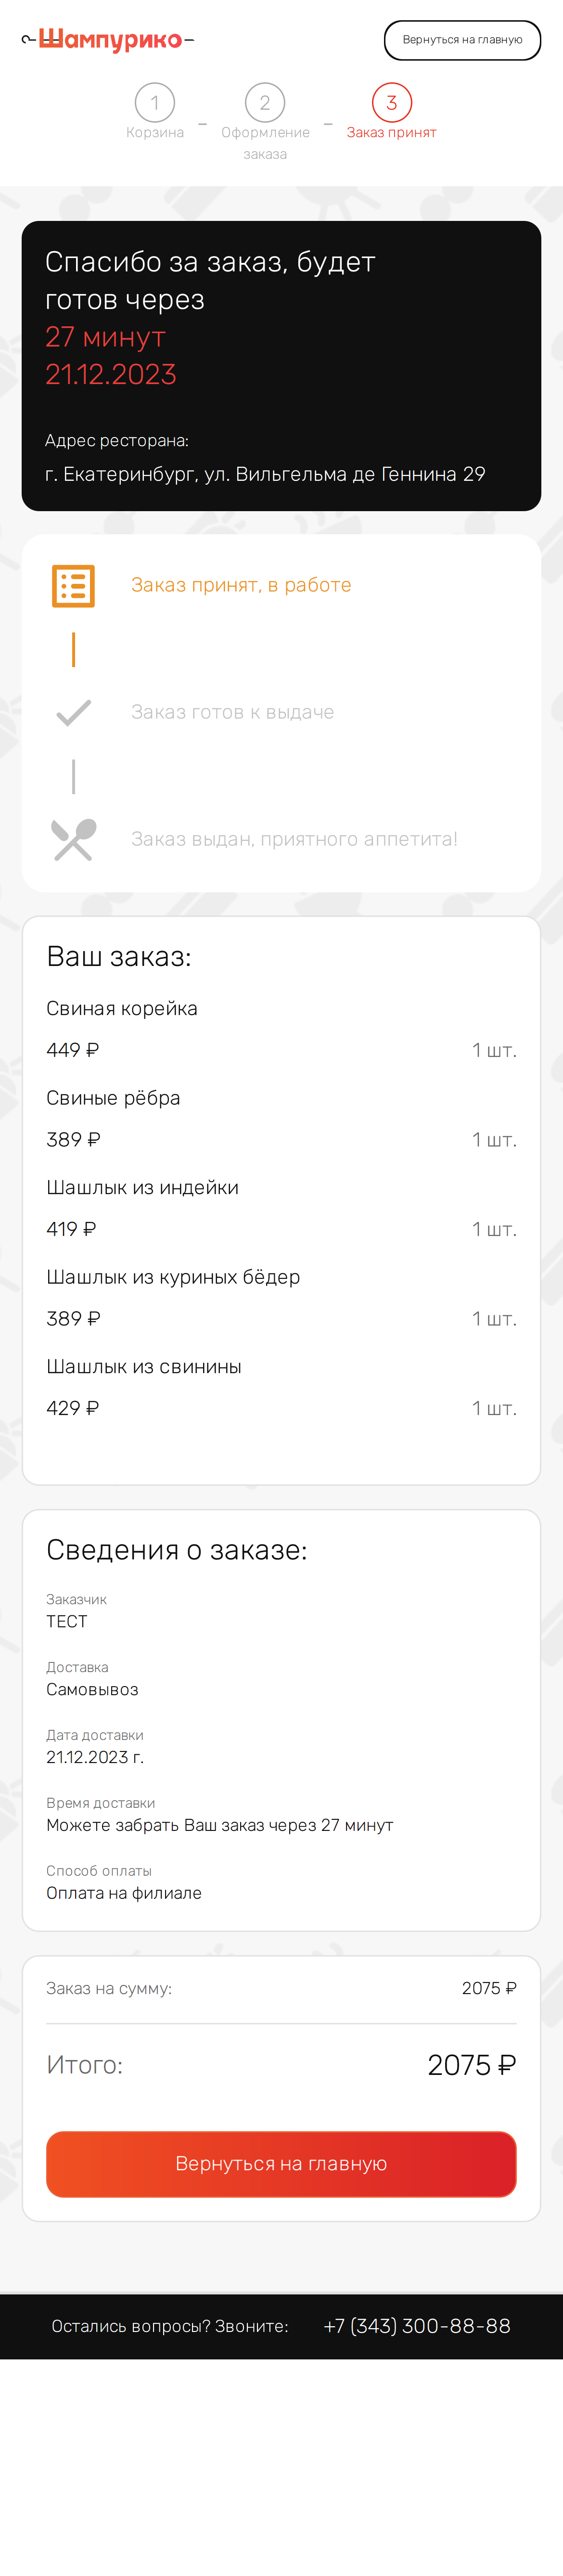 Шампурико
Вернуться на главную
1
2
3
Корзина
–
Оформление
заказа
–
Заказ принят
Спасибо за заказ, будет
готов через
27 минут
21.12.2023
Адрес ресторана:
г. Екатеринбург, ул. Вильгельма де Геннина 29
Заказ принят, в работе
Заказ готов к выдаче
Заказ выдан, приятного аппетита!
Ваш заказ:
Свиная корейка
449 ₽ 1 шт.
Свиные рёбра
389 ₽ 1 шт.
Шашлык из индейки
419 ₽ 1 шт.
Шашлык из куриных бёдер
389 ₽ 1 шт.
Шашлык из свинины
429 ₽ 1 шт.
Сведения о заказе:
Заказчик
ТЕСТ
Доставка
Самовывоз
Дата доставки
21.12.2023 г.
Время доставки
Можете забрать Ваш заказ через 27 минут
Способ оплаты
Оплата на филиале
Заказ на сумму: 2075 ₽
Итого: 2075 ₽
Вернуться на главную
Остались вопросы? Звоните: +7 (343) 300-88-88